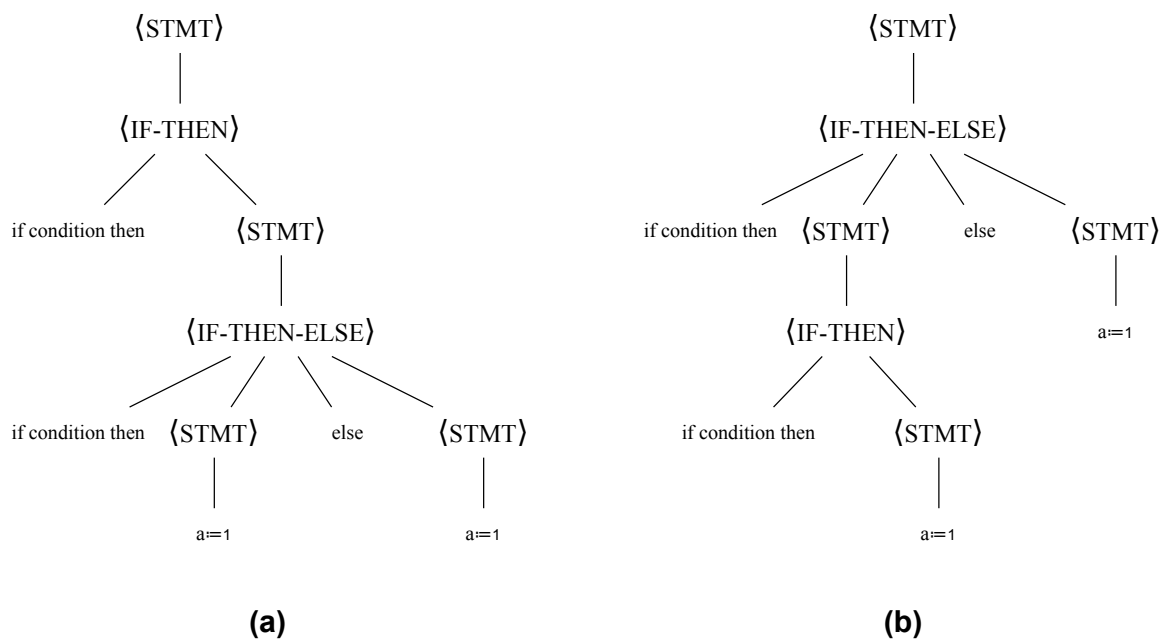 ⟨STMT⟩ ⟨STMT⟩
⟨IF-THEN⟩ ⟨IF-THEN-ELSE⟩
if condition then ⟨STMT⟩ if condition then ⟨STMT⟩ else ⟨STMT⟩
⟨IF-THEN-ELSE⟩ ⟨IF-THEN⟩ a:=1
if condition then ⟨STMT⟩ else ⟨STMT⟩ if condition then ⟨STMT⟩
a:=1 a:=1 a:=1
(a) (b)